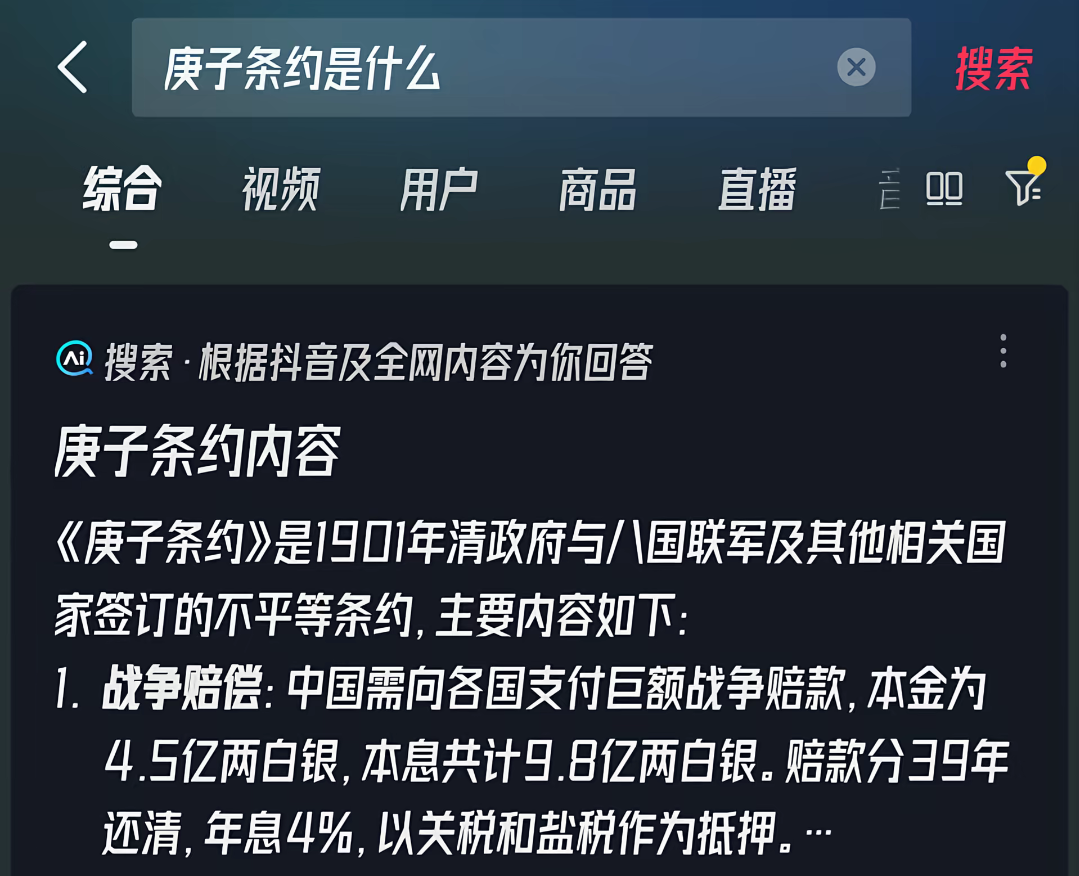 庚子条约是什么
搜索
综合 视频 用户 商品 直播
Ai 搜索 · 根据抖音及全网内容为你回答
庚子条约内容
《庚子条约》是1901年清政府与八国联军及其他相关国
家签订的不平等条约,主要内容如下:
1. 战争赔偿: 中国需向各国支付巨额战争赔款,本金为
4.5亿两白银,本息共计9.8亿两白银。赔款分39年
还清,年息4%,以关税和盐税作为抵押。…